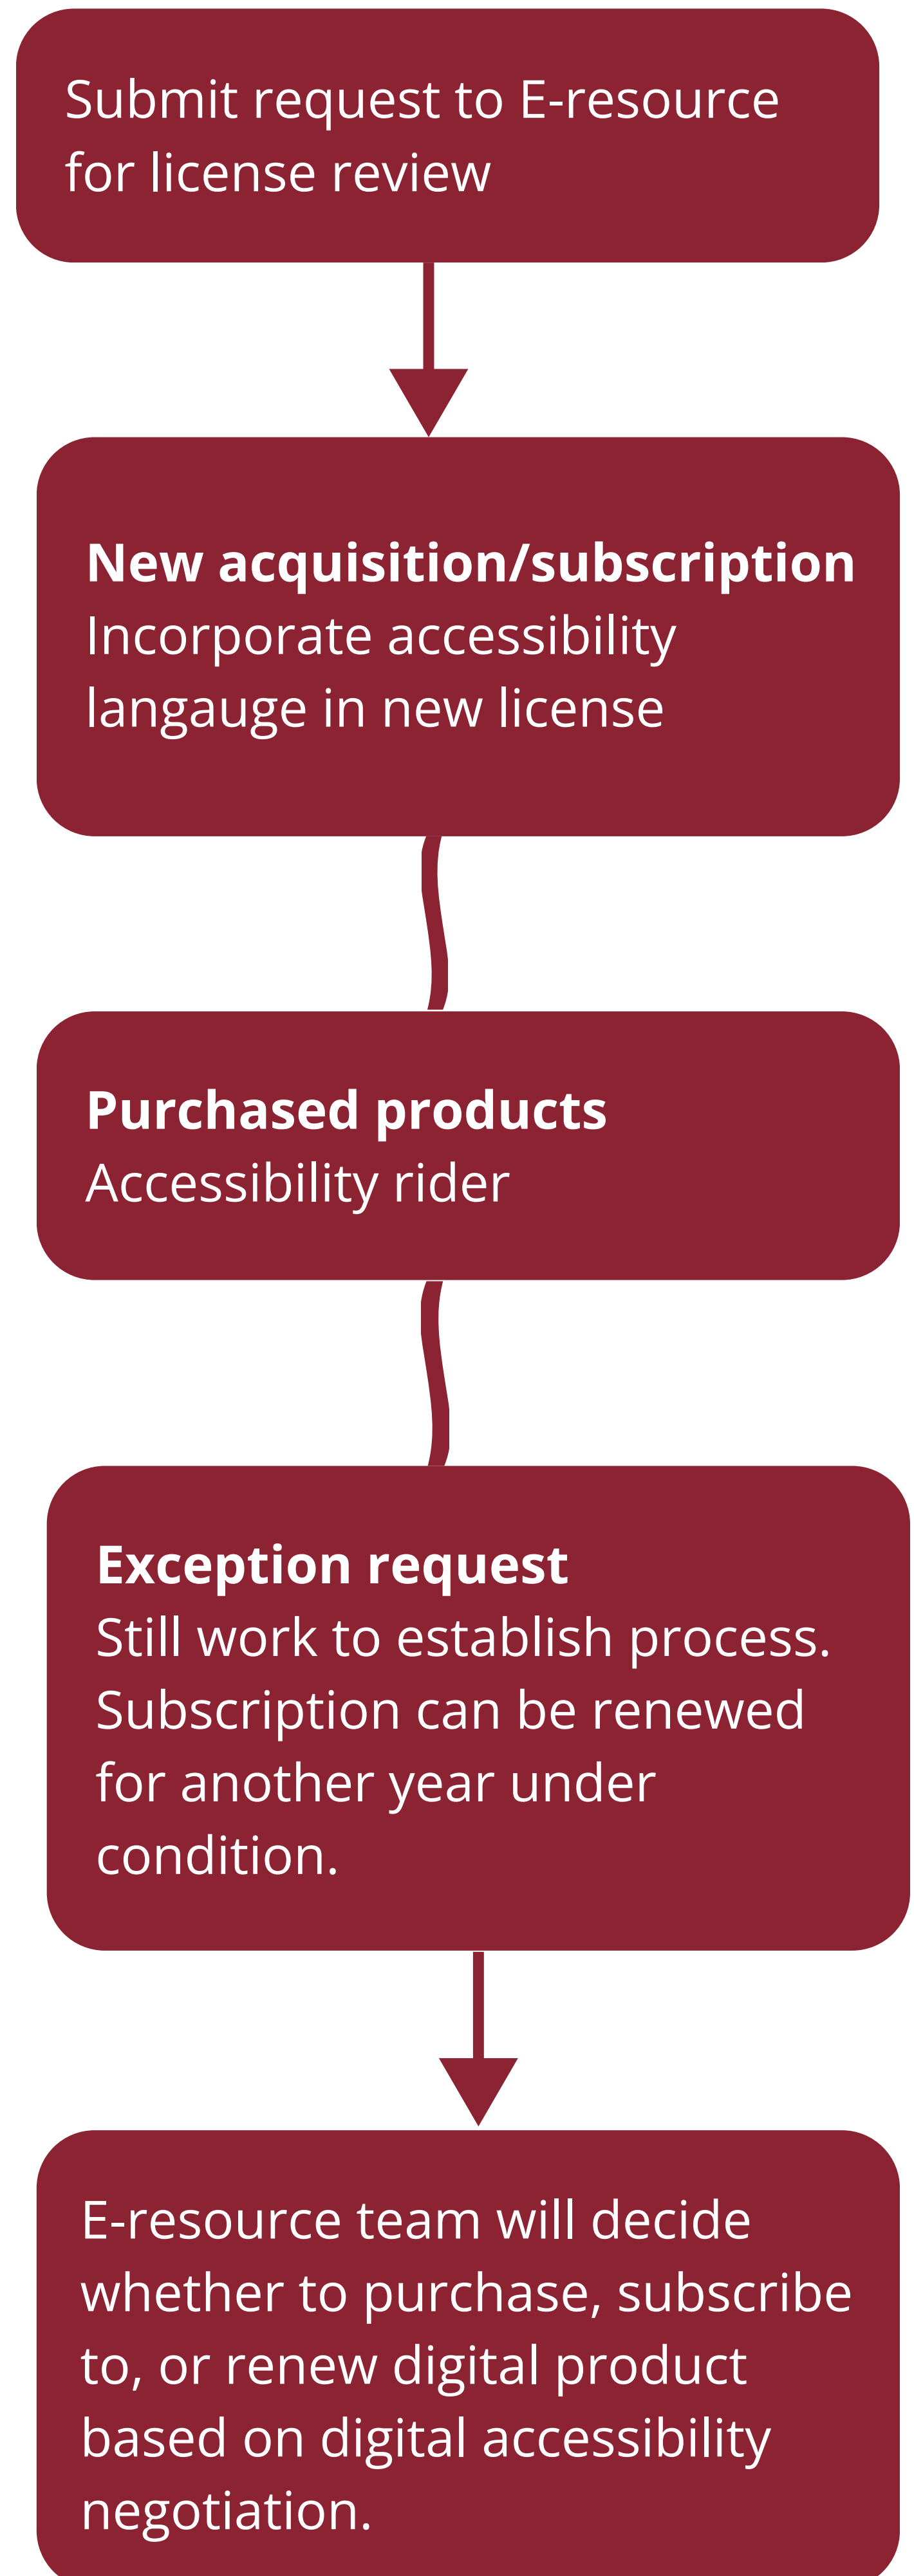 Submit request to E-resource
for license review
New acquisition/subscription
Incorporate accessibility
langauge in new license
Purchased products
Accessibility rider
Exception request
Still work to establish process.
Subscription can be renewed
for another year under
condition.
E-resource team will decide
whether to purchase, subscribe
to, or renew digital product
based on digital accessibility
negotiation.